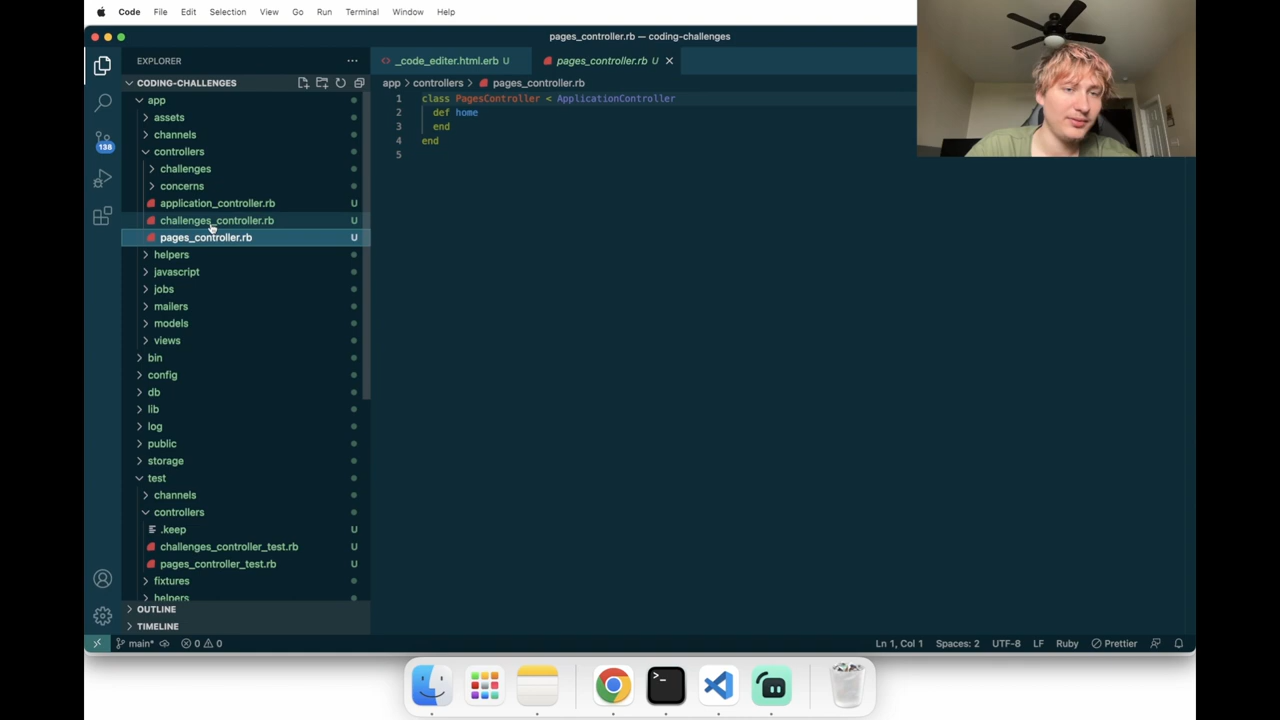 Code File Edit Selection View Go Run Terminal Window Help
pages_controller.rb — coding-challenges
EXPLORER
_code_editer.html.erb U
pages_controller.rb U
CODING-CHALLENGES
app > controllers > pages_controller.rb
app
assets
channels
controllers
challenges
concerns
application_controller.rb U
challenges_controller.rb U
pages_controller.rb U
helpers
javascript
jobs
mailers
models
views
bin
config
db
lib
log
public
storage
test
channels
controllers
.keep U
challenges_controller_test.rb U
pages_controller_test.rb U
fixtures
helpers
OUTLINE
TIMELINE
138
1 class PagesController < ApplicationController
2 def home
3 end
4 end
5
main* 0 0
Ln 1, Col 1 Spaces: 2 UTF-8 LF Ruby Prettier